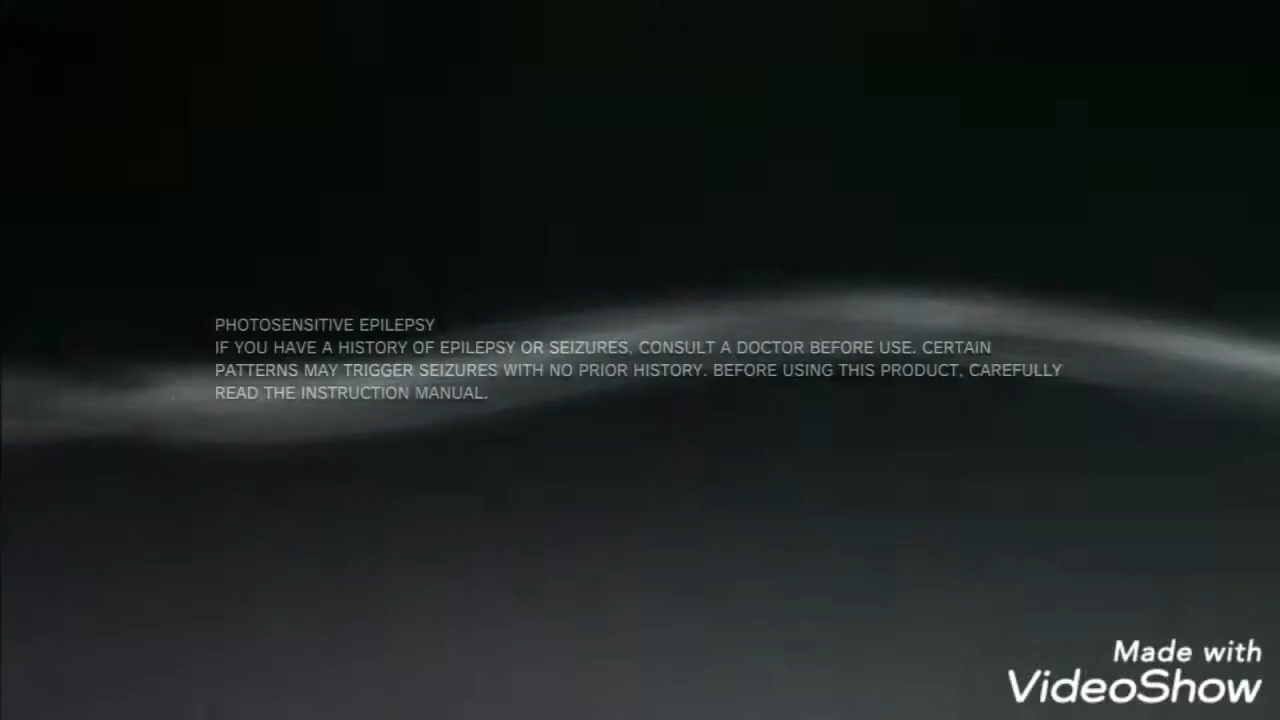 PHOTOSENSITIVE EPILEPSY
IF YOU HAVE A HISTORY OF EPILEPSY OR SEIZURES, CONSULT A DOCTOR BEFORE USE. CERTAIN
PATTERNS MAY TRIGGER SEIZURES WITH NO PRIOR HISTORY. BEFORE USING THIS PRODUCT, CAREFULLY
READ THE INSTRUCTION MANUAL.
Made with
VideoShow